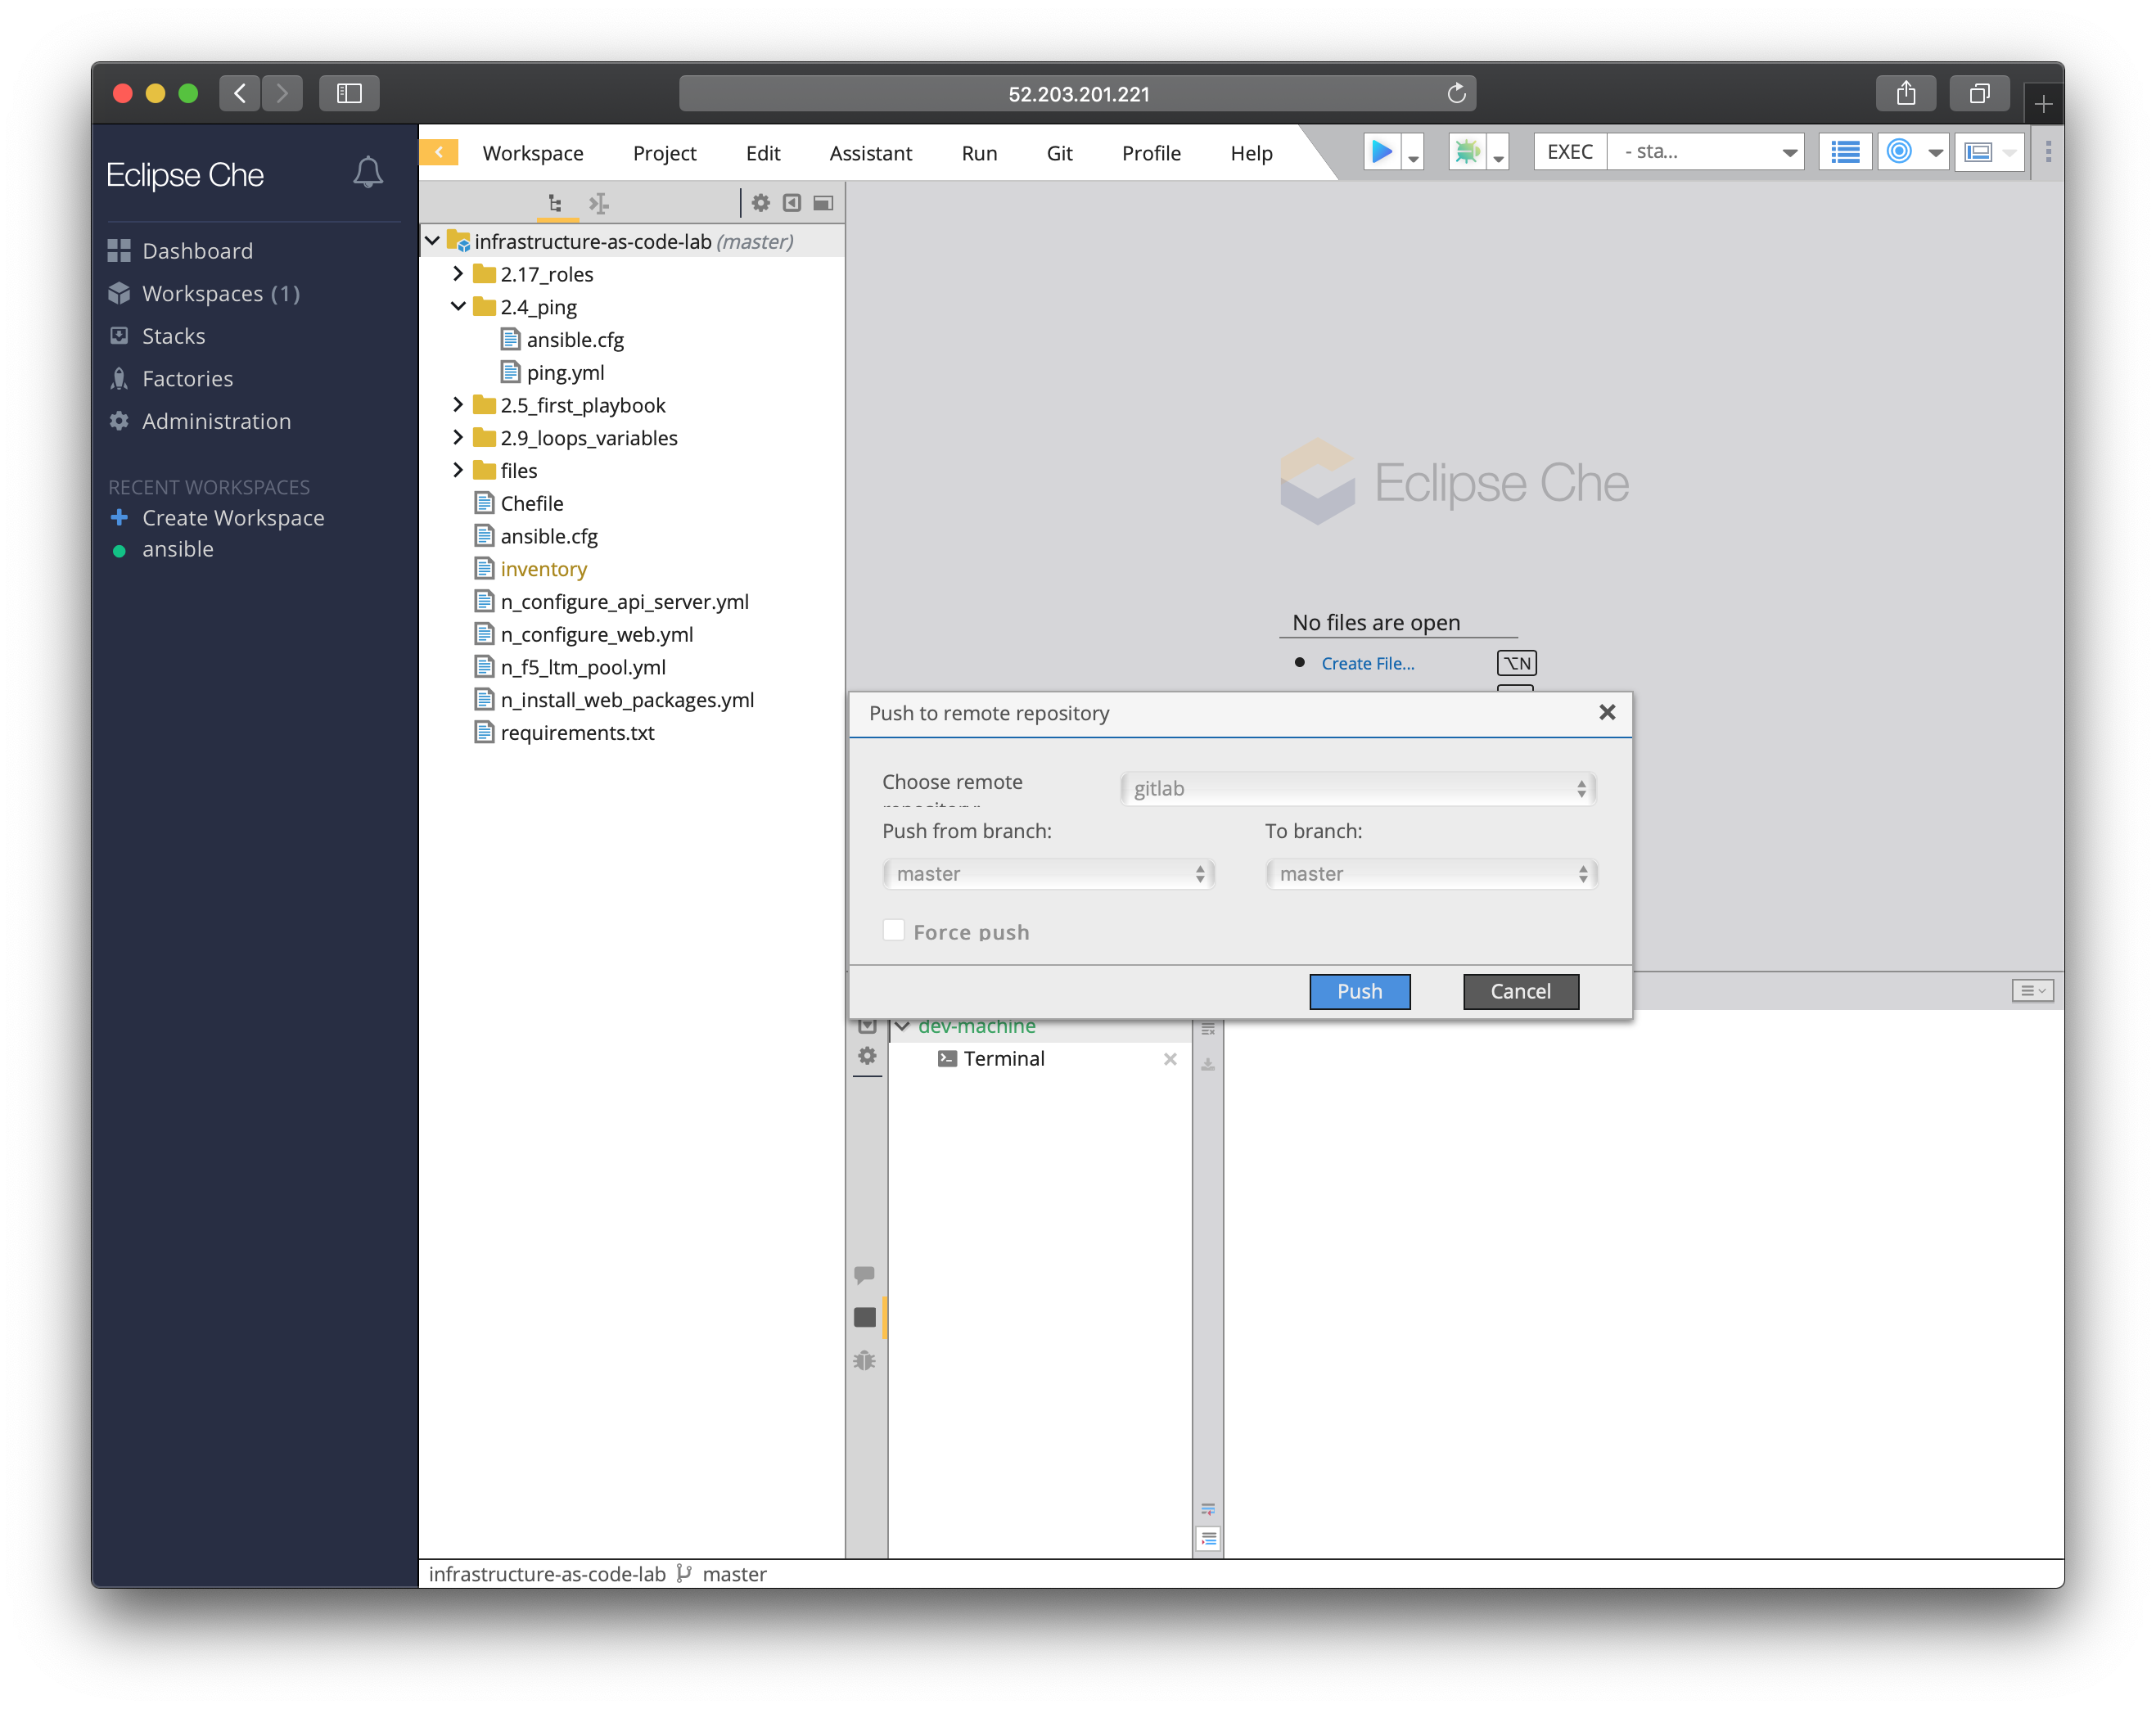 52.203.201.221
Eclipse Che
Workspace Project Edit Assistant Run Git Profile Help
EXEC - sta...
Dashboard
Workspaces (1)
Stacks
Factories
Administration
RECENT WORKSPACES
Create Workspace
ansible
infrastructure-as-code-lab (master)
2.17_roles
2.4_ping
ansible.cfg
ping.yml
2.5_first_playbook
2.9_loops_variables
files
Chefile
ansible.cfg
inventory
n_configure_api_server.yml
n_configure_web.yml
n_f5_ltm_pool.yml
n_install_web_packages.yml
requirements.txt
Eclipse Che
No files are open
Create File... ⌥N
Push to remote repository
Choose remote
gitlab
Push from branch: To branch:
master master
Force push
Push Cancel
dev-machine
Terminal
infrastructure-as-code-lab master